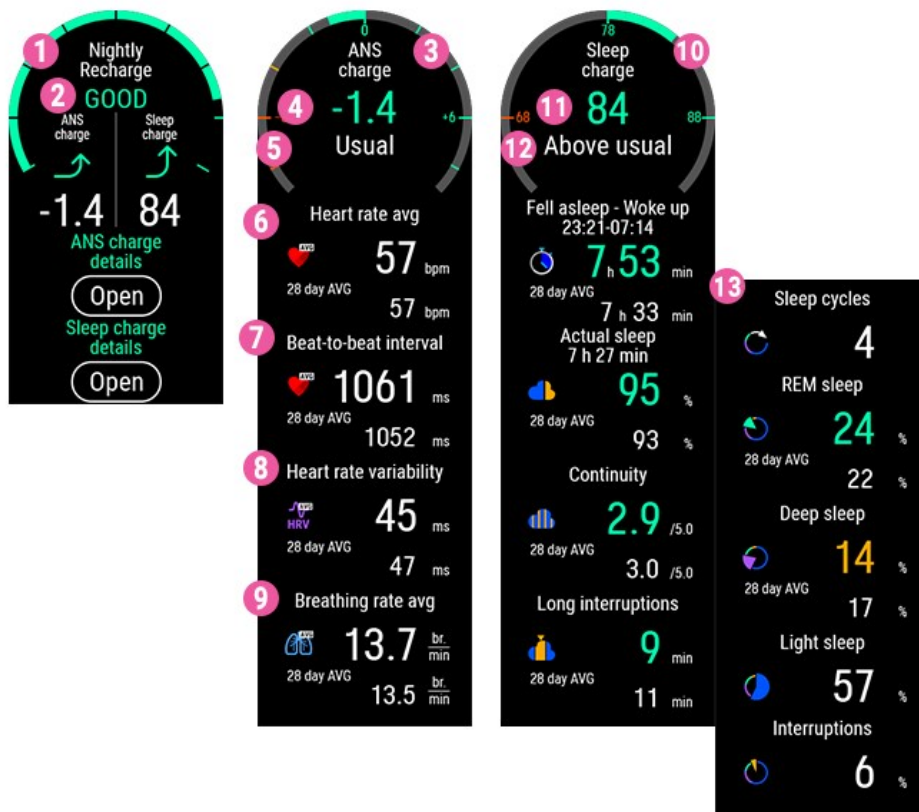 1
Nightly
Recharge
2
GOOD
ANS
charge
Sleep
charge
-1.4
84
ANS charge
details
Open
Sleep charge
details
Open
3
0
ANS
charge
4
-1.4
+6
5
Usual
6
Heart rate avg
AVG
57 bpm
28 day AVG
57 bpm
7
Beat-to-beat interval
AVG
1061 ms
28 day AVG
1052 ms
8
Heart rate variability
AVG
HRV
45 ms
28 day AVG
47 ms
9
Breathing rate avg
AVG
13.7 br. min
28 day AVG
13.5 br. min
10
78
Sleep
charge
68
11
84
88
12
Above usual
Fell asleep - Woke up
23:21-07:14
7 h 53 min
28 day AVG
7 h 33 min
Actual sleep
7 h 27 min
95 %
28 day AVG
93 %
Continuity
2.9 /5.0
28 day AVG
3.0 /5.0
Long interruptions
9 min
28 day AVG
11 min
13
Sleep cycles
4
REM sleep
24 %
28 day AVG
22 %
Deep sleep
14 %
28 day AVG
17 %
Light sleep
57 %
Interruptions
6 %